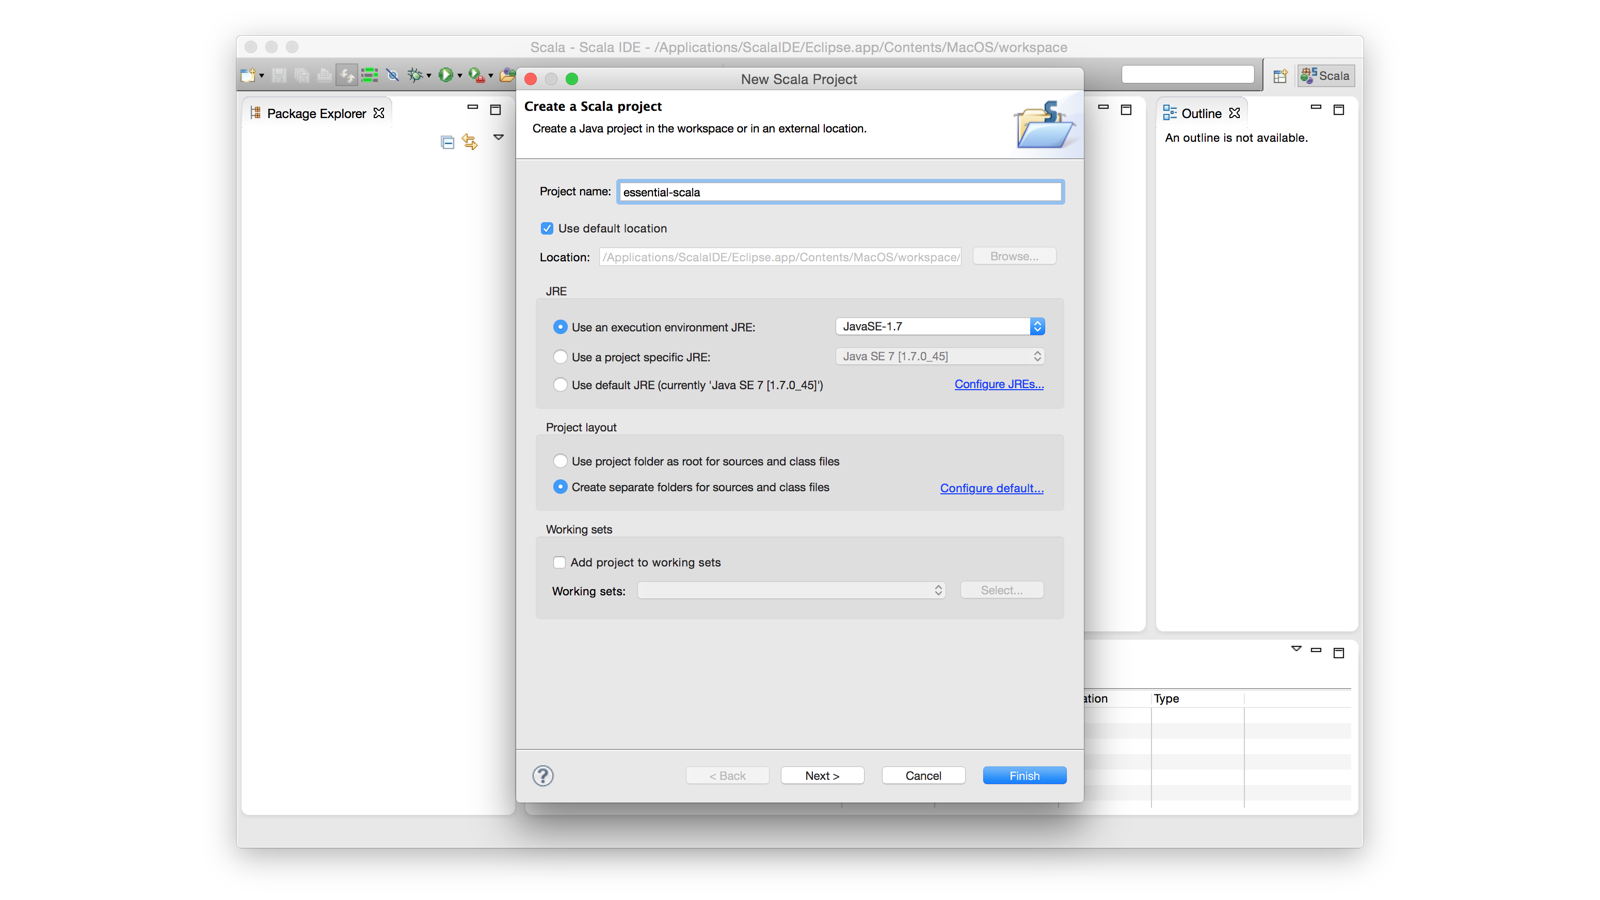 Scala - Scala IDE - /Applications/ScalaIDE/Eclipse.app/Contents/MacOS/workspace
Scala
New Scala Project
Package Explorer
Create a Scala project
Create a Java project in the workspace or in an external location.
Outline
An outline is not available.
Project name: essential-scala
Use default location
Location: /Applications/ScalaIDE/Eclipse.app/Contents/MacOS/workspace/ Browse...
JRE
Use an execution environment JRE: JavaSE-1.7
Use a project specific JRE: Java SE 7 [1.7.0_45]
Use default JRE (currently 'Java SE 7 [1.7.0_45]') Configure JREs...
Project layout
Use project folder as root for sources and class files
Create separate folders for sources and class files Configure default...
Working sets
Add project to working sets
Working sets: Select...
ation Type
? < Back Next > Cancel Finish